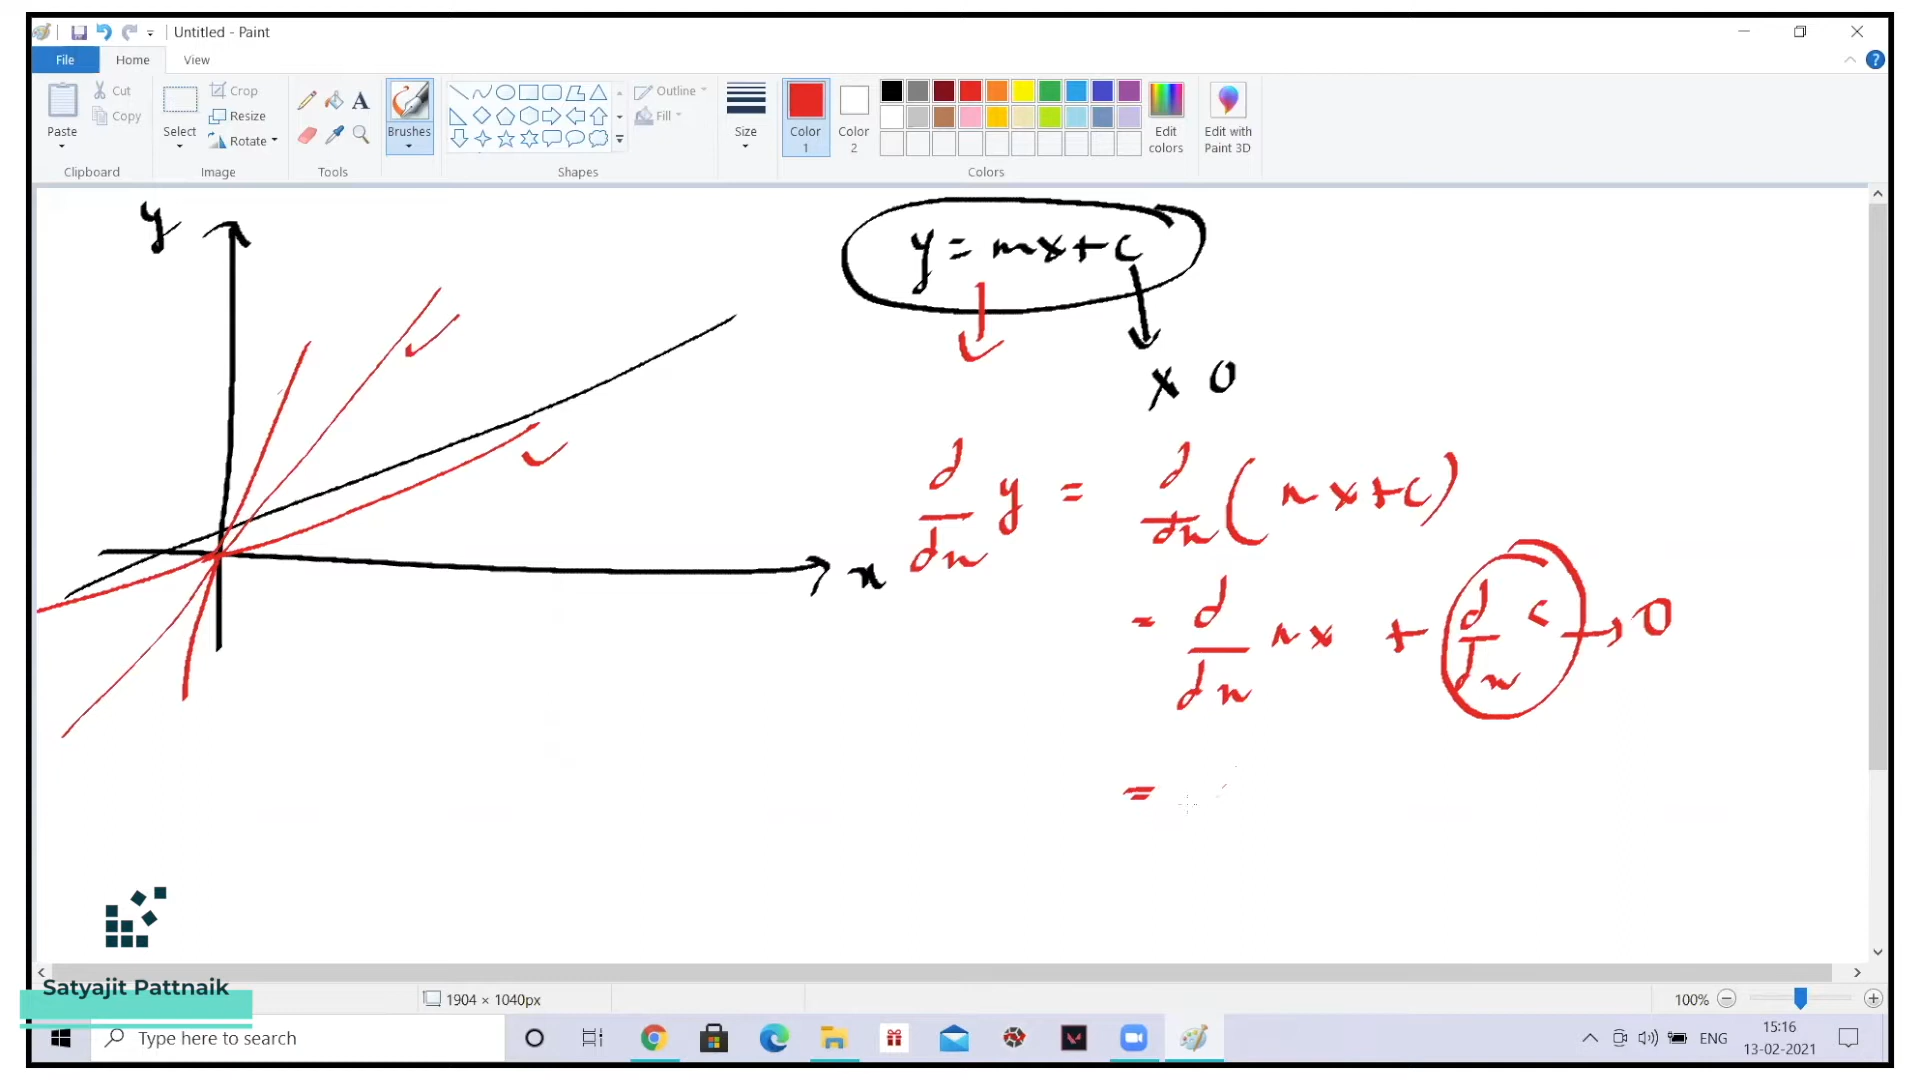 Untitled - Paint
File Home View
Paste Cut Copy Clipboard
Select Crop Resize Rotate Image
Tools
Brushes
Outline Fill Shapes
Size
Color 1 Color 2
Edit colors Colors
Edit with Paint 3D
y
x
y = mx + c
x 0
d/dx y = d/dx (mx + c)
= d/dx mx + d/dx c → 0
=
Satyajit Pattnaik
1904 × 1040px
100%
Type here to search
ENG
15:16
13-02-2021